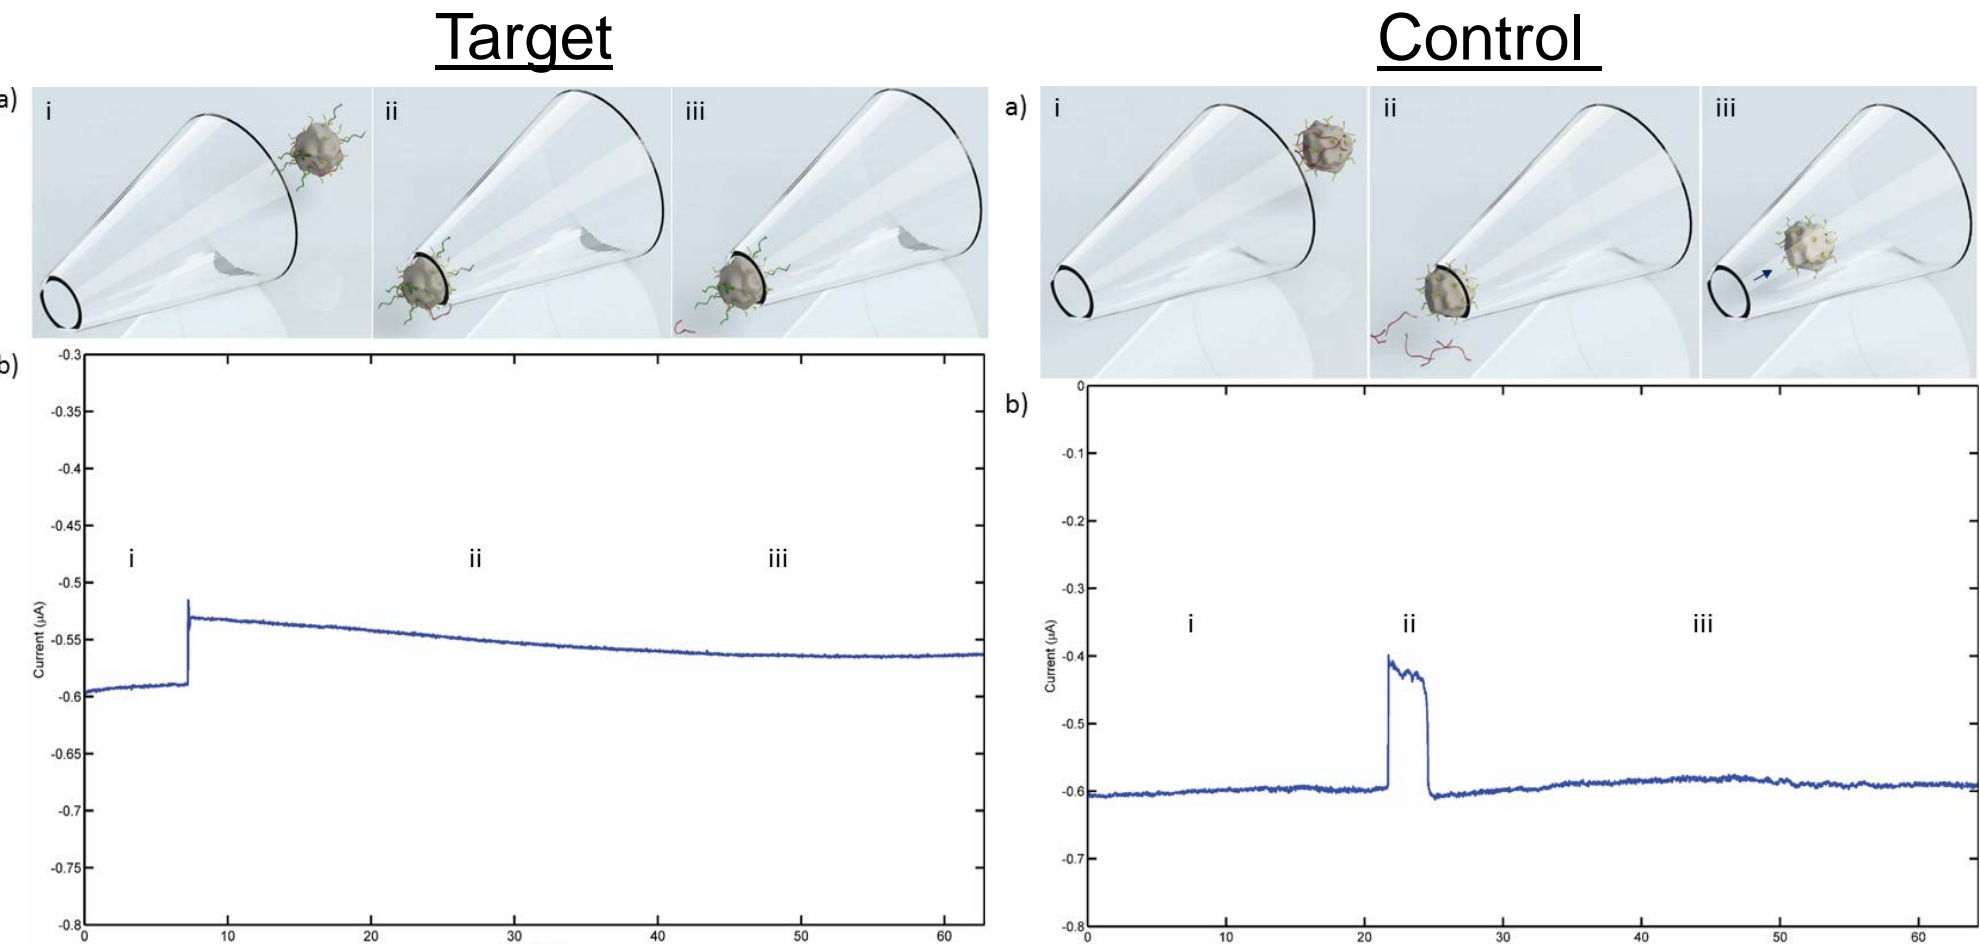 Target
Control
a)
i
ii
iii
a)
i
ii
iii
b)
-0.3
-0.35
-0.4
-0.45
-0.5
-0.55
-0.6
-0.65
-0.7
-0.75
-0.8
Current (μA)
i
ii
iii
0
10
20
30
40
50
60
b)
0
-0.1
-0.2
-0.3
-0.4
-0.5
-0.6
-0.7
-0.8
Current (μA)
i
ii
iii
0
10
20
30
40
50
60